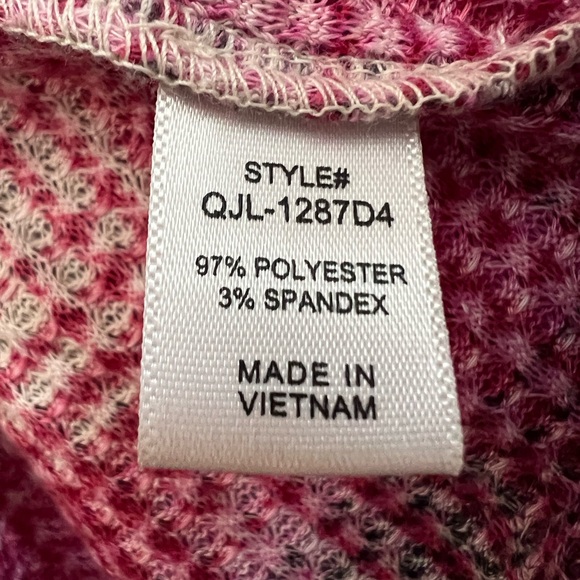 STYLE#
QJL-1287D4
97% POLYESTER
3% SPANDEX
MADE IN
VIETNAM